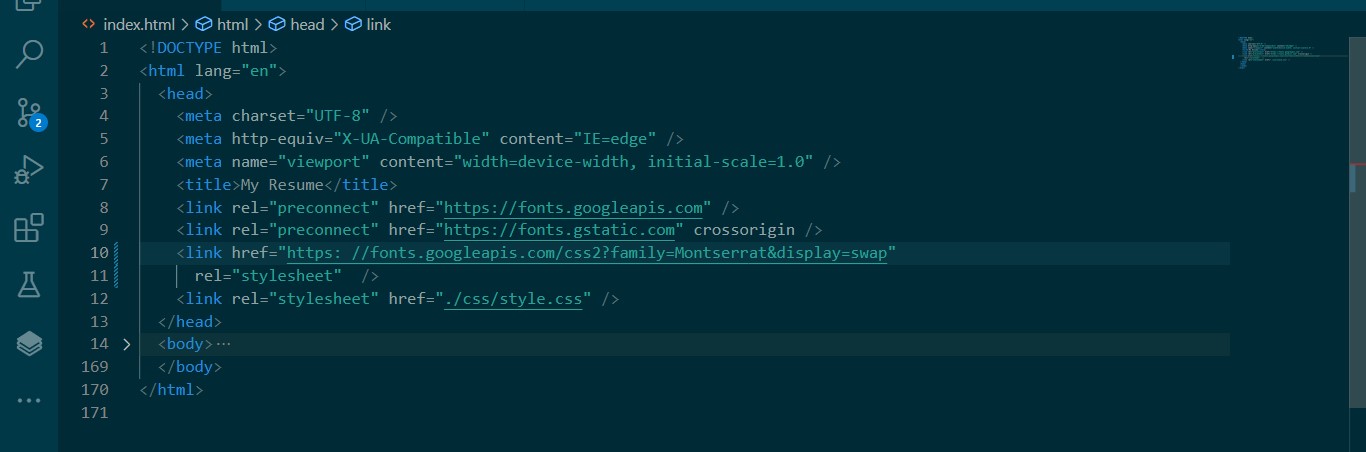 index.html > html > head > link
1 <!DOCTYPE html>
2 <html lang="en">
3 <head>
4 <meta charset="UTF-8" />
5 <meta http-equiv="X-UA-Compatible" content="IE=edge" />
6 <meta name="viewport" content="width=device-width, initial-scale=1.0" />
7 <title>My Resume</title>
8 <link rel="preconnect" href="https://fonts.googleapis.com" />
9 <link rel="preconnect" href="https://fonts.gstatic.com" crossorigin />
10 <link href="https: //fonts.googleapis.com/css2?family=Montserrat&display=swap"
11 rel="stylesheet"  />
12 <link rel="stylesheet" href="./css/style.css" />
13 </head>
2
14 <body>⋯
169 </body>
170 </html>
171